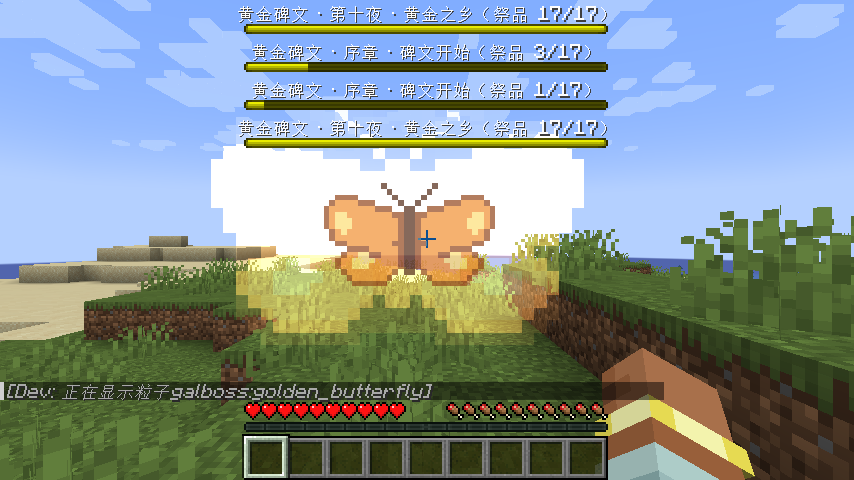 黄金碑文·第十夜·黄金之乡（祭品 17/17）
黄金碑文·序章·碑文开始（祭品 3/17）
黄金碑文·序章·碑文开始（祭品 1/17）
黄金碑文·第十夜·黄金之乡（祭品 17/17）
[Dev: 正在显示粒子galboss:golden_butterfly]